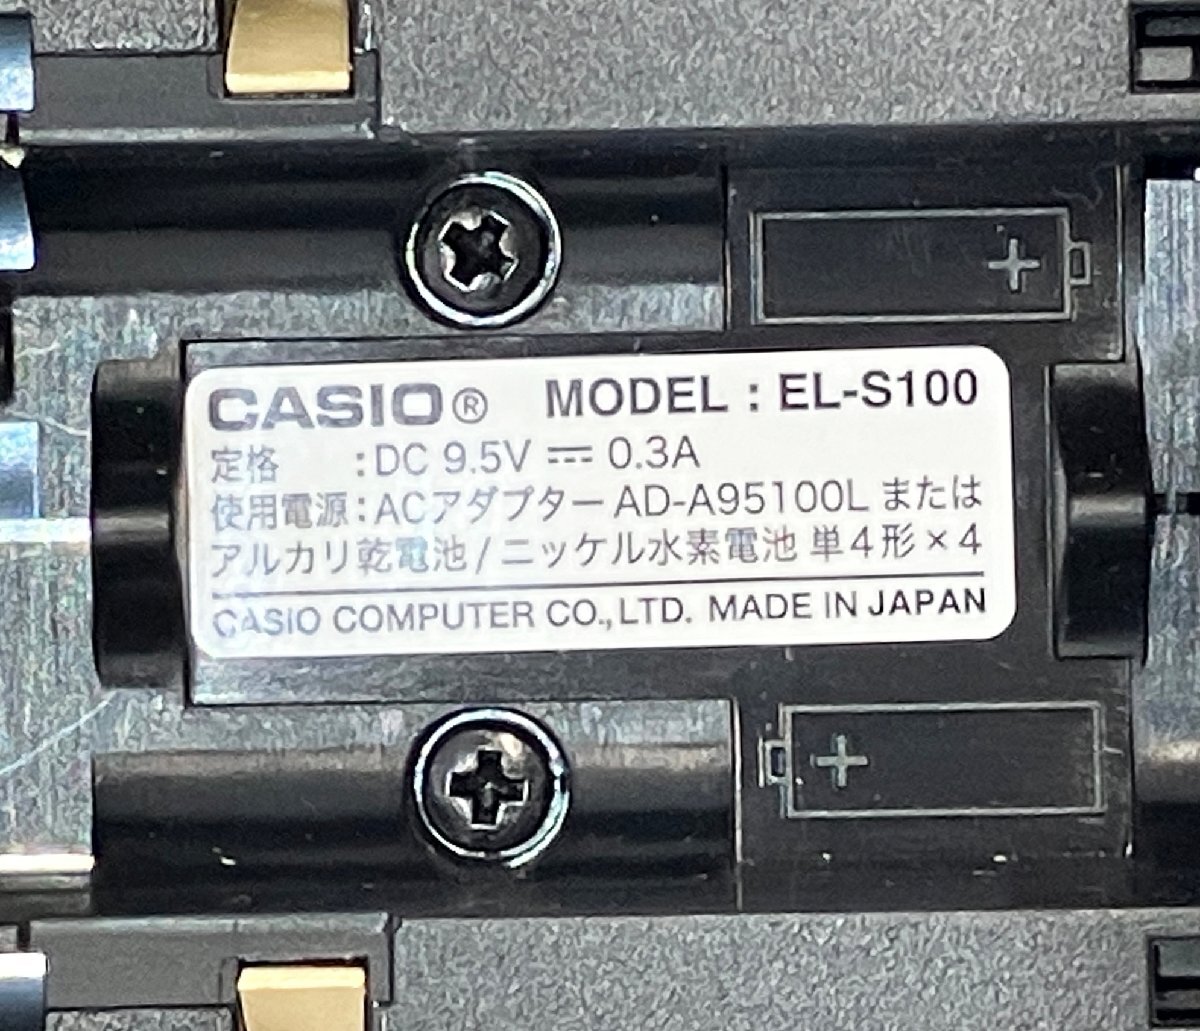 CASIO® MODEL : EL-S100
定格 : DC 9.5V ⎓ 0.3A
使用電源 : ACアダプター AD-A95100L または
アルカリ乾電池 / ニッケル水素電池 単4形×4
CASIO COMPUTER CO., LTD. MADE IN JAPAN
+
+